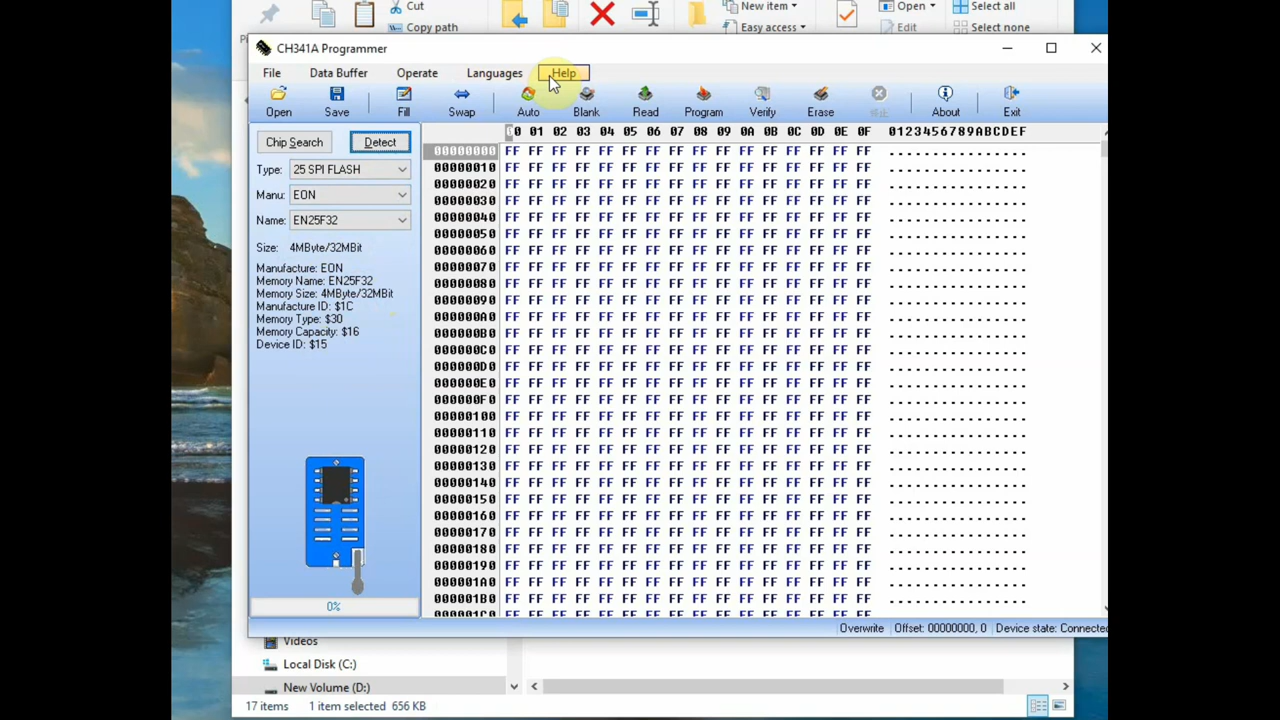 Cut
New item
Open
Select all
Copy path
Easy access
Edit
Select none
CH341A Programmer
File Data Buffer Operate Languages Help
Open Save Fill Swap Auto Blank Read Program Verify Erase About Exit
Chip Search Detect
0 01 02 03 04 05 06 07 08 09 0A 0B 0C 0D 0E 0F 0123456789ABCDEF
Type: 25 SPI FLASH
Manu: EON
Name: EN25F32
Size: 4MByte/32MBit
Manufacture: EON
Memory Name: EN25F32
Memory Size: 4MByte/32MBit
Manufacture ID: $1C
Memory Type: $30
Memory Capacity: $16
Device ID: $15
00000000 FF FF FF FF FF FF FF FF FF FF FF FF FF FF FF FF ................
00000010 FF FF FF FF FF FF FF FF FF FF FF FF FF FF FF FF ................
00000020 FF FF FF FF FF FF FF FF FF FF FF FF FF FF FF FF ................
00000030 FF FF FF FF FF FF FF FF FF FF FF FF FF FF FF FF ................
00000040 FF FF FF FF FF FF FF FF FF FF FF FF FF FF FF FF ................
00000050 FF FF FF FF FF FF FF FF FF FF FF FF FF FF FF FF ................
00000060 FF FF FF FF FF FF FF FF FF FF FF FF FF FF FF FF ................
00000070 FF FF FF FF FF FF FF FF FF FF FF FF FF FF FF FF ................
00000080 FF FF FF FF FF FF FF FF FF FF FF FF FF FF FF FF ................
00000090 FF FF FF FF FF FF FF FF FF FF FF FF FF FF FF FF ................
000000A0 FF FF FF FF FF FF FF FF FF FF FF FF FF FF FF FF ................
000000B0 FF FF FF FF FF FF FF FF FF FF FF FF FF FF FF FF ................
000000C0 FF FF FF FF FF FF FF FF FF FF FF FF FF FF FF FF ................
000000D0 FF FF FF FF FF FF FF FF FF FF FF FF FF FF FF FF ................
000000E0 FF FF FF FF FF FF FF FF FF FF FF FF FF FF FF FF ................
000000F0 FF FF FF FF FF FF FF FF FF FF FF FF FF FF FF FF ................
00000100 FF FF FF FF FF FF FF FF FF FF FF FF FF FF FF FF ................
00000110 FF FF FF FF FF FF FF FF FF FF FF FF FF FF FF FF ................
00000120 FF FF FF FF FF FF FF FF FF FF FF FF FF FF FF FF ................
00000130 FF FF FF FF FF FF FF FF FF FF FF FF FF FF FF FF ................
00000140 FF FF FF FF FF FF FF FF FF FF FF FF FF FF FF FF ................
00000150 FF FF FF FF FF FF FF FF FF FF FF FF FF FF FF FF ................
00000160 FF FF FF FF FF FF FF FF FF FF FF FF FF FF FF FF ................
00000170 FF FF FF FF FF FF FF FF FF FF FF FF FF FF FF FF ................
00000180 FF FF FF FF FF FF FF FF FF FF FF FF FF FF FF FF ................
00000190 FF FF FF FF FF FF FF FF FF FF FF FF FF FF FF FF ................
000001A0 FF FF FF FF FF FF FF FF FF FF FF FF FF FF FF FF ................
000001B0 FF FF FF FF FF FF FF FF FF FF FF FF FF FF FF FF ................
000001C0 FF FF FF FF FF FF FF FF FF FF FF FF FF FF FF FF ................
0%
Overwrite Offset: 00000000, 0 Device state: Connecte
Videos
Local Disk (C:)
New Volume (D:)
17 items 1 item selected 656 KB